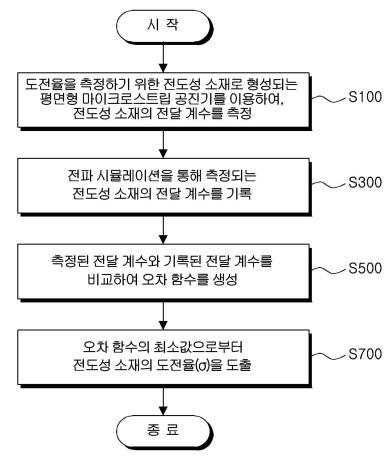 시 작
도전율을 측정하기 위한 전도성 소재로 형성되는
평면형 마이크로스트립 공진기를 이용하여,
전도성 소재의 전달 계수를 측정
S100
전파 시뮬레이션을 통해 측정되는
전도성 소재의 전달 계수를 기록
S300
측정된 전달 계수와 기록된 전달 계수를
비교하여 오차 함수를 생성
S500
오차 함수의 최소값으로부터
전도성 소재의 도전율(σ)을 도출
S700
종 료